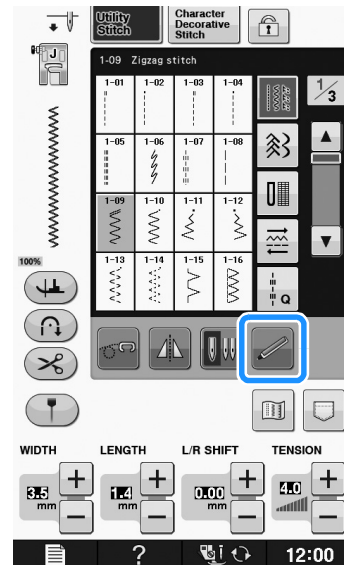 Utility
Stitch
Character
Decorative
Stitch
J
1-09 Zigzag stitch
1/3
1-01 1-02 1-03 1-04
1-05 1-06 1-07 1-08
1-09 1-10 1-11 1-12
1-13 1-14 1-15 1-16
Q
100%
WIDTH LENGTH L/R SHIFT TENSION
3.5 mm + −
1.4 mm + −
0.00 mm + −
4.0 + −
? 12:00